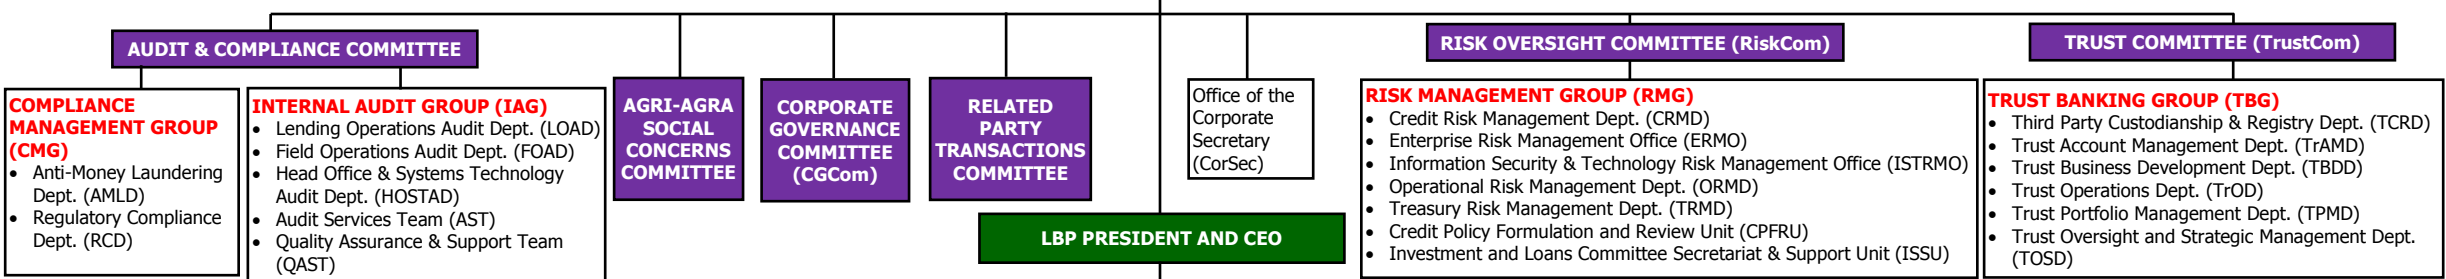 AUDIT & COMPLIANCE COMMITTEE
COMPLIANCE
MANAGEMENT GROUP
(CMG)
• Anti-Money Laundering
Dept. (AMLD)
• Regulatory Compliance
Dept. (RCD)
INTERNAL AUDIT GROUP (IAG)
• Lending Operations Audit Dept. (LOAD)
• Field Operations Audit Dept. (FOAD)
• Head Office & Systems Technology
Audit Dept. (HOSTAD)
• Audit Services Team (AST)
• Quality Assurance & Support Team
(QAST)
AGRI-AGRA
SOCIAL
CONCERNS
COMMITTEE
CORPORATE
GOVERNANCE
COMMITTEE
(CGCom)
RELATED
PARTY
TRANSACTIONS
COMMITTEE
Office of the
Corporate
Secretary
(CorSec)
LBP PRESIDENT AND CEO
RISK OVERSIGHT COMMITTEE (RiskCom)
RISK MANAGEMENT GROUP (RMG)
• Credit Risk Management Dept. (CRMD)
• Enterprise Risk Management Office (ERMO)
• Information Security & Technology Risk Management Office (ISTRMO)
• Operational Risk Management Dept. (ORMD)
• Treasury Risk Management Dept. (TRMD)
• Credit Policy Formulation and Review Unit (CPFRU)
• Investment and Loans Committee Secretariat & Support Unit (ISSU)
TRUST COMMITTEE (TrustCom)
TRUST BANKING GROUP (TBG)
• Third Party Custodianship & Registry Dept. (TCRD)
• Trust Account Management Dept. (TrAMD)
• Trust Business Development Dept. (TBDD)
• Trust Operations Dept. (TrOD)
• Trust Portfolio Management Dept. (TPMD)
• Trust Oversight and Strategic Management Dept.
(TOSD)